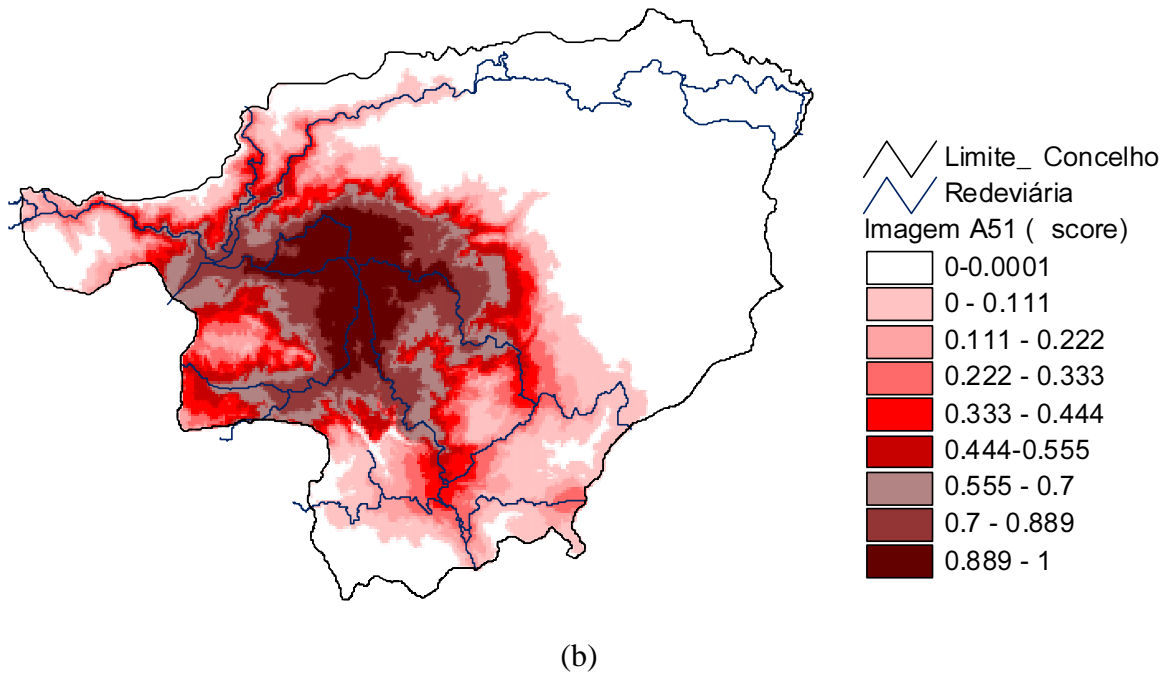 Limite_ Concelho
Redeviária
Imagem A51 ( score)
0-0.0001
0 - 0.111
0.111 - 0.222
0.222 - 0.333
0.333 - 0.444
0.444-0.555
0.555 - 0.7
0.7 - 0.889
0.889 - 1
(b)